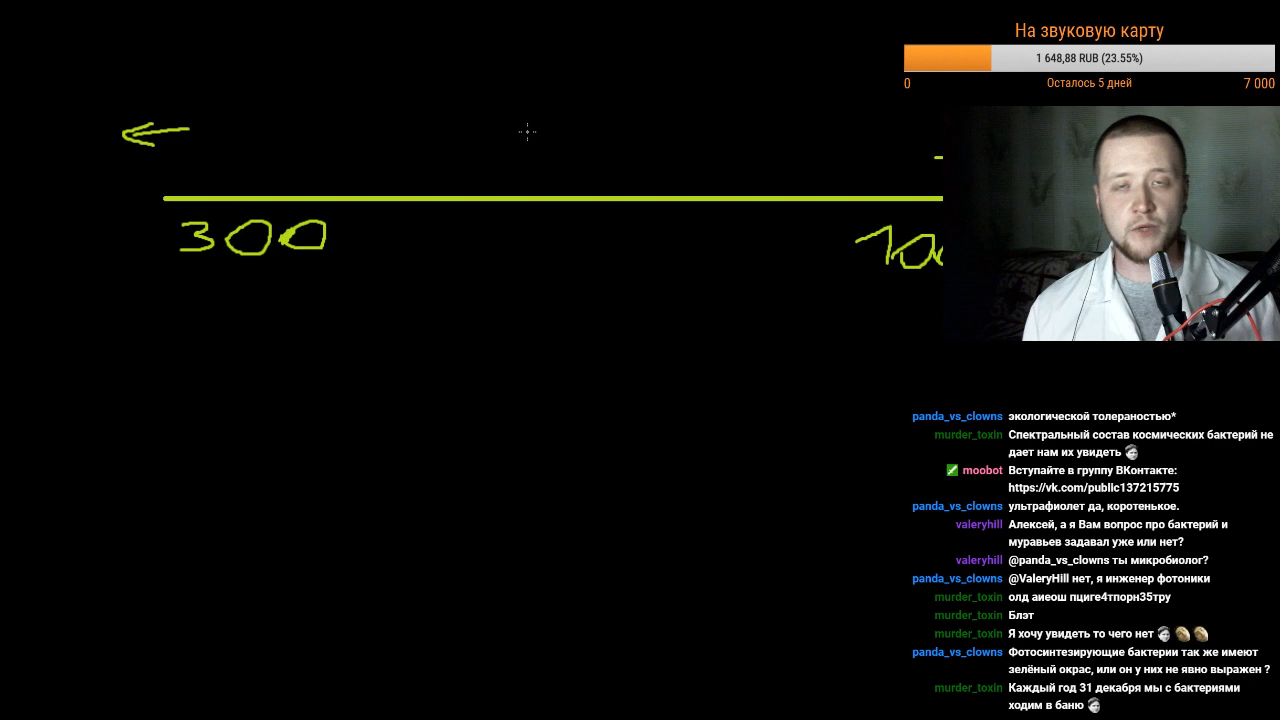 На звуковую карту
1 648,88 RUB (23.55%)
0 Осталось 5 дней 7 000
300
panda_vs_clowns экологической толераностью*
murder_toxin Спектральный состав космических бактерий не
дает нам их увидеть
moobot Вступайте в группу ВКонтакте:
https://vk.com/public137215775
panda_vs_clowns ультрафиолет да, коротенькое.
valeryhill Алексей, а я Вам вопрос про бактерий и
муравьев задавал уже или нет?
valeryhill @panda_vs_clowns ты микробиолог?
panda_vs_clowns @ValeryHill нет, я инженер фотоники
murder_toxin олд аиеош пциге4тпорн35тру
murder_toxin Блэт
murder_toxin Я хочу увидеть то чего нет
panda_vs_clowns Фотосинтезирующие бактерии так же имеют
зелёный окрас, или он у них не явно выражен ?
murder_toxin Каждый год 31 декабря мы с бактериями
ходим в баню